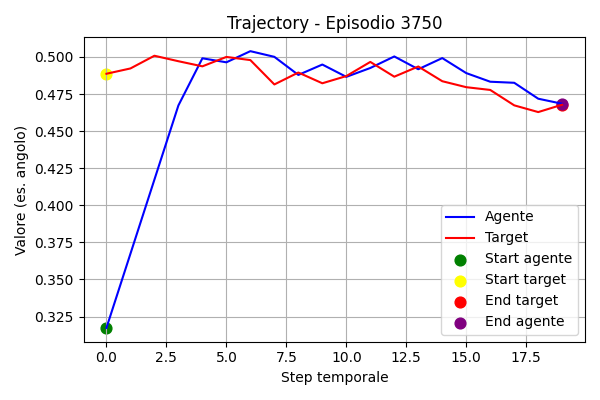 Trajectory - Episodio 3750
Valore (es. angolo)
0.500
0.475
0.450
0.425
0.400
0.375
0.350
0.325
0.0 2.5 5.0 7.5 10.0 12.5 15.0 17.5
Step temporale
Agente
Target
Start agente
Start target
End target
End agente